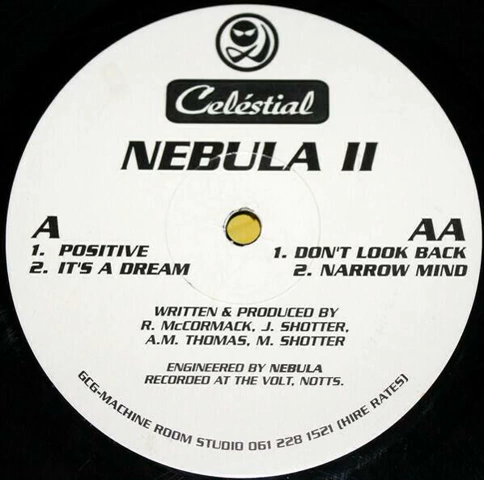 Celéstial
NEBULA II
A
1. POSITIVE
2. IT'S A DREAM
AA
1. DON'T LOOK BACK
2. NARROW MIND
WRITTEN & PRODUCED BY
R. McCORMACK, J. SHOTTER,
A.M. THOMAS, M. SHOTTER
ENGINEERED BY NEBULA
RECORDED AT THE VOLT, NOTTS.
GCG-MACHINE ROOM STUDIO 061 228 1521 (HIRE RATES)